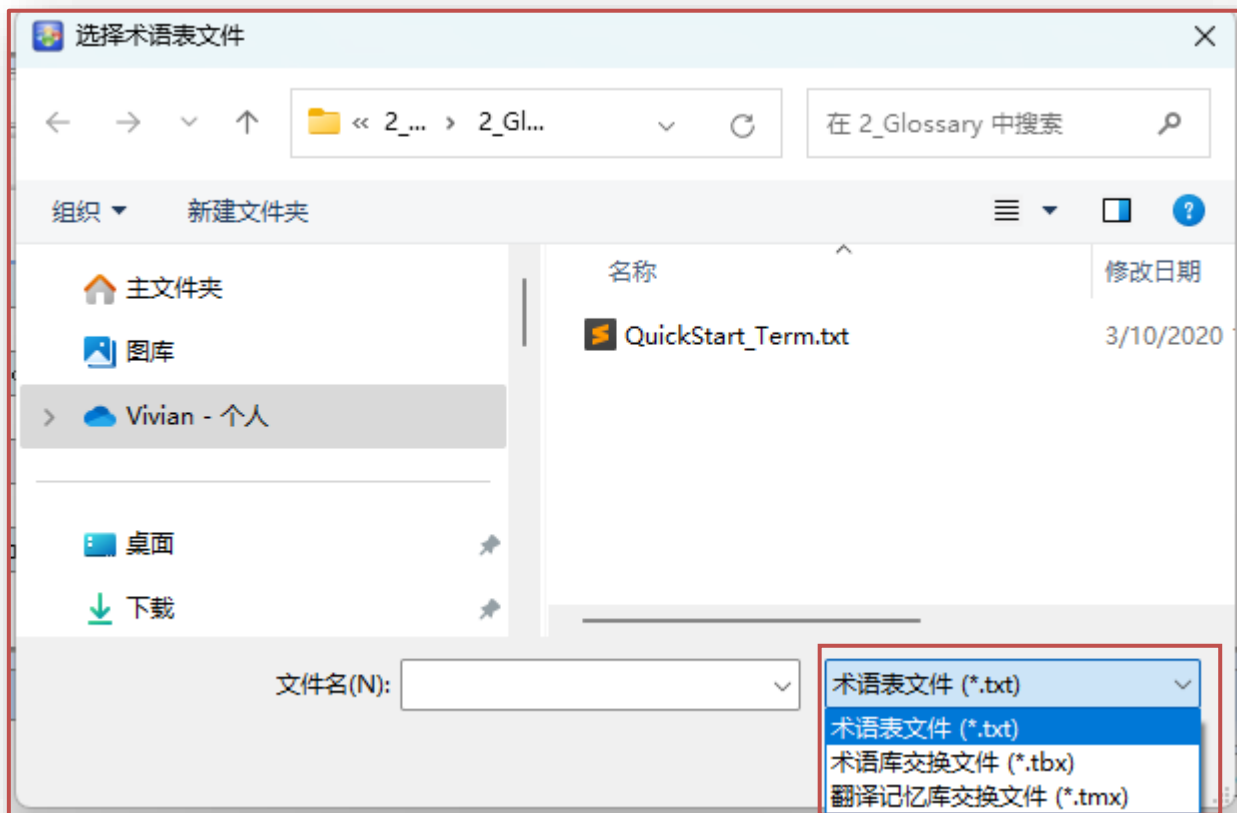 选择术语表文件
« 2_... › 2_Gl...
在 2_Glossary 中搜索
组织
新建文件夹
主文件夹
图库
Vivian - 个人
桌面
下载
名称
修改日期
QuickStart_Term.txt
3/10/2020
文件名(N):
术语表文件 (*.txt)
术语表文件 (*.txt)
术语库交换文件 (*.tbx)
翻译记忆库交换文件 (*.tmx)